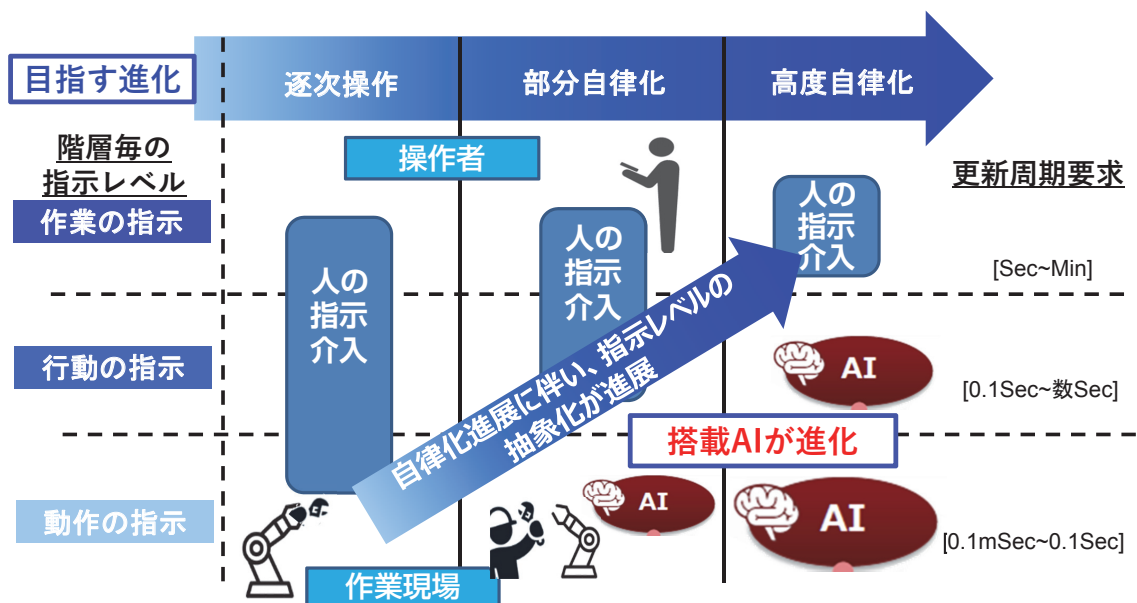 目指す進化
逐次操作
部分自律化
高度自律化
階層毎の
指示レベル
操作者
更新周期要求
作業の指示
人の
指示
介入
人の
指示
介入
人の
指示
介入
[Sec~Min]
自律化進展に伴い、指示レベルの
抽象化が進展
行動の指示
AI
[0.1Sec~数Sec]
搭載AIが進化
動作の指示
AI
AI
[0.1mSec~0.1Sec]
作業現場